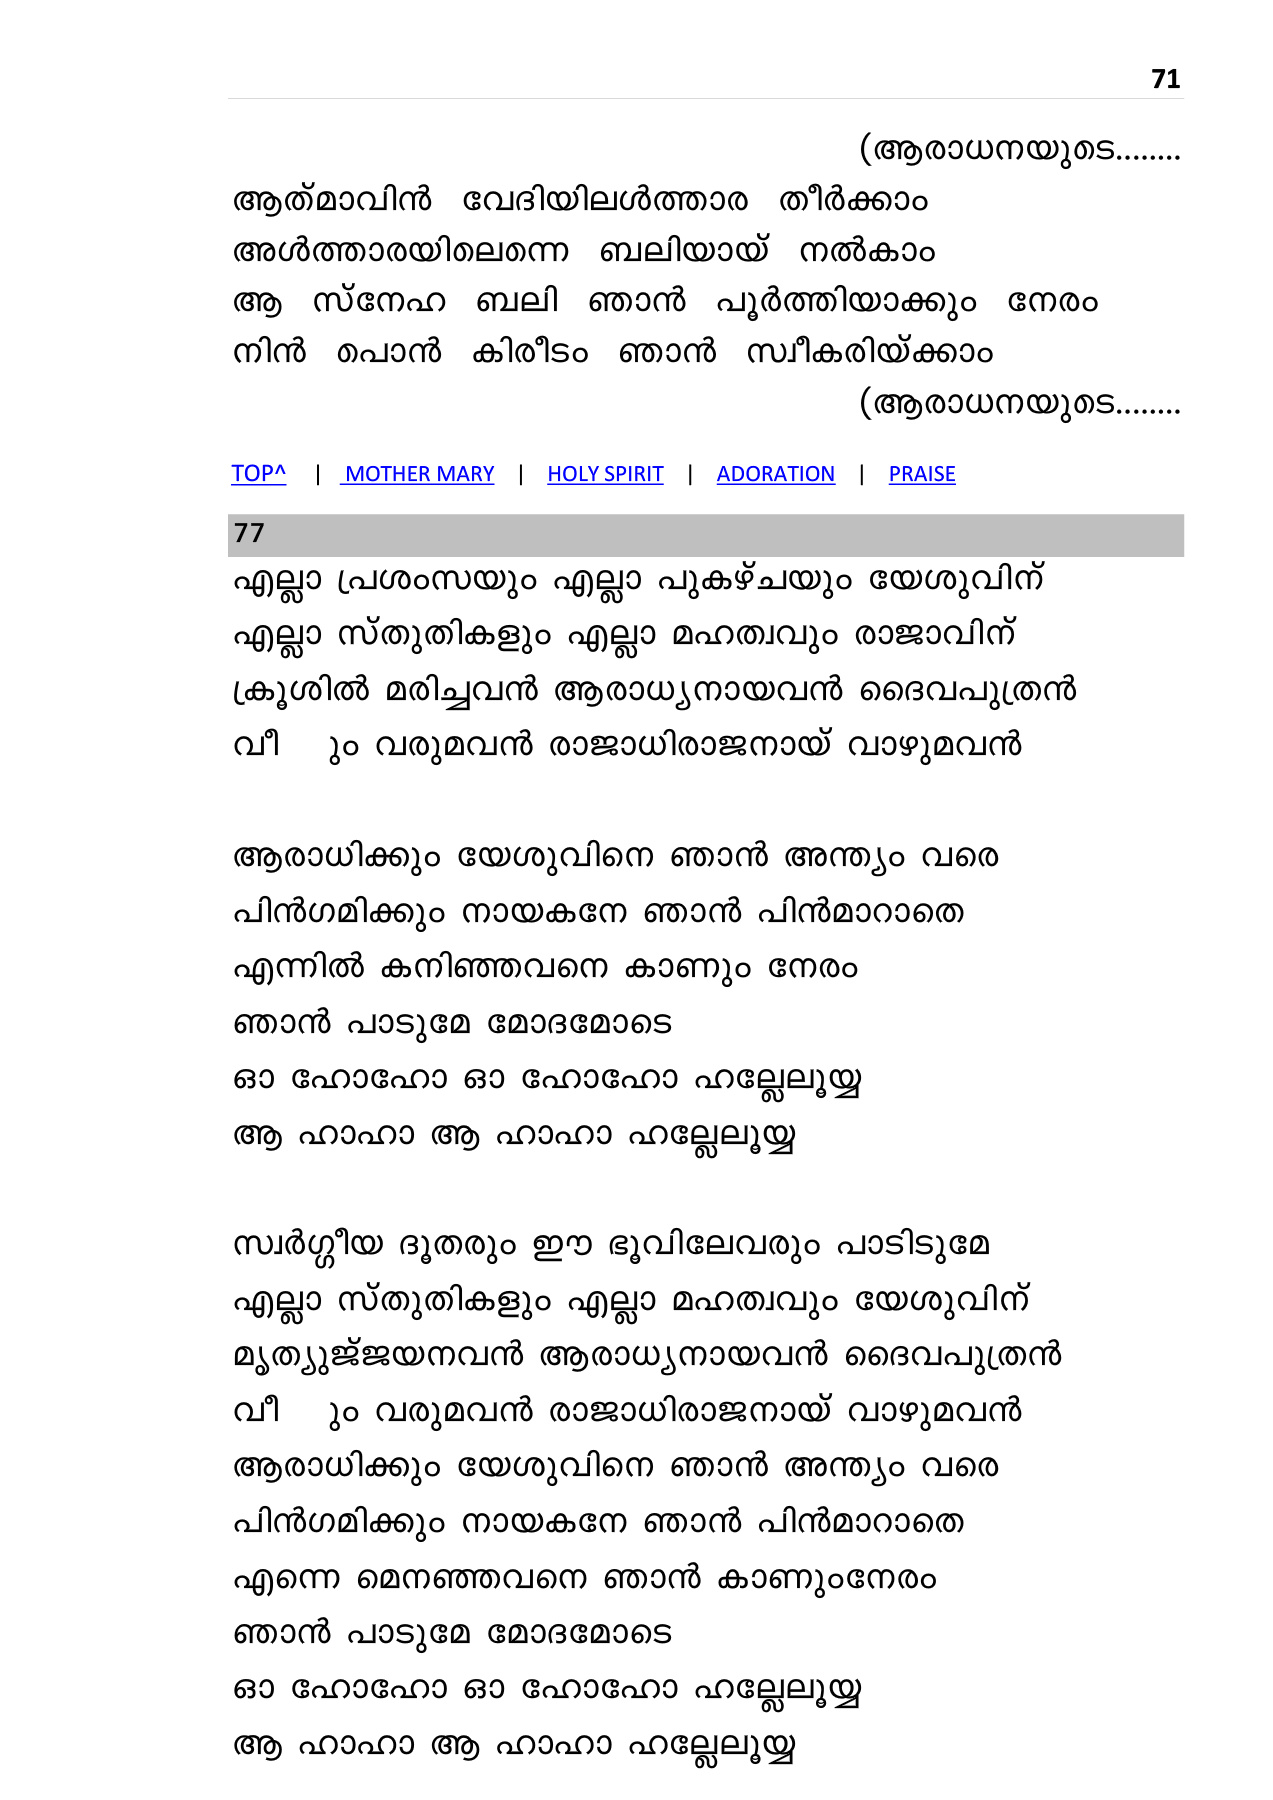 71
(ആരാധനയുടെ........
ആത്മാവിൻ വേദിയിലൾത്താര തീർക്കാം
അൾത്താരയിലെന്നെ ബലിയായ് നൽകാം
ആ സ്നേഹ ബലി ഞാൻ പൂർത്തിയാക്കും നേരം
നിൻ പൊൻ കിരീടം ഞാൻ സ്വീകരിയ്ക്കാം
(ആരാധനയുടെ........
TOP^ | MOTHER MARY | HOLY SPIRIT | ADORATION | PRAISE
77
എല്ലാ പ്രശംസയും എല്ലാ പുകഴ്ചയും യേശുവിന്
എല്ലാ സ്തുതികളും എല്ലാ മഹത്വവും രാജാവിന്
ക്രൂശിൽ മരിച്ചവൻ ആരാധ്യനായവൻ ദൈവപുത്രൻ
വീ ും വരുമവൻ രാജാധിരാജനായ് വാഴുമവൻ
ആരാധിക്കും യേശുവിനെ ഞാൻ അന്ത്യം വരെ
പിൻഗമിക്കും നായകനേ ഞാൻ പിൻമാറാതെ
എന്നിൽ കനിഞ്ഞവനെ കാണും നേരം
ഞാൻ പാടുമേ മോദമോടെ
ഓ ഹോഹോ ഓ ഹോഹോ ഹല്ലേലൂയ്യ
ആ ഹാഹാ ആ ഹാഹാ ഹല്ലേലൂയ്യ
സ്വർഗ്ഗീയ ദൂതരും ഈ ഭൂവിലേവരും പാടിടുമേ
എല്ലാ സ്തുതികളും എല്ലാ മഹത്വവും യേശുവിന്
മൃത്യുജ്ജയനവൻ ആരാധ്യനായവൻ ദൈവപുത്രൻ
വീ ും വരുമവൻ രാജാധിരാജനായ് വാഴുമവൻ
ആരാധിക്കും യേശുവിനെ ഞാൻ അന്ത്യം വരെ
പിൻഗമിക്കും നായകനേ ഞാൻ പിൻമാറാതെ
എന്നെ മെനഞ്ഞവനെ ഞാൻ കാണുംനേരം
ഞാൻ പാടുമേ മോദമോടെ
ഓ ഹോഹോ ഓ ഹോഹോ ഹല്ലേലൂയ്യ
ആ ഹാഹാ ആ ഹാഹാ ഹല്ലേലൂയ്യ